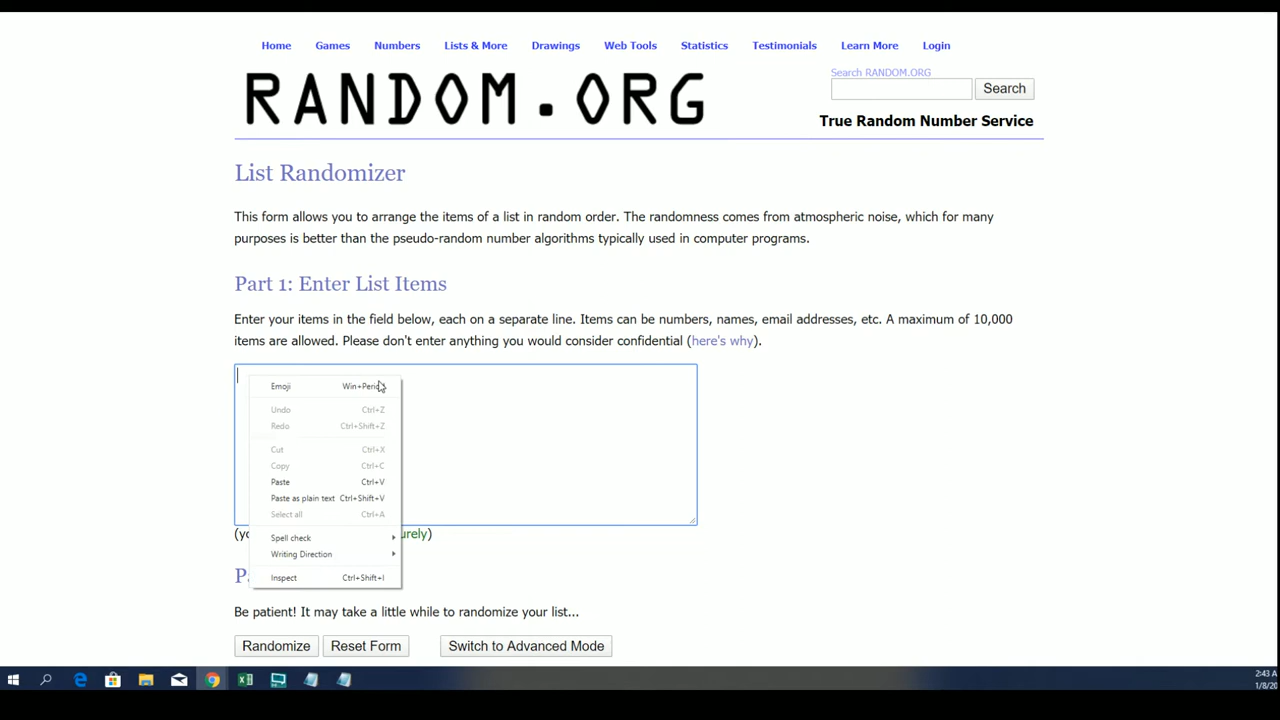 Home Games Numbers Lists & More Drawings Web Tools Statistics Testimonials Learn More Login
RANDOM.ORG
Search RANDOM.ORG
Search
True Random Number Service
List Randomizer
This form allows you to arrange the items of a list in random order. The randomness comes from atmospheric noise, which for many
purposes is better than the pseudo-random number algorithms typically used in computer programs.
Part 1: Enter List Items
Enter your items in the field below, each on a separate line. Items can be numbers, names, email addresses, etc. A maximum of 10,000
items are allowed. Please don't enter anything you would consider confidential (here's why).
Emoji
Undo Ctrl+Z
Redo Ctrl+Shift+Z
Cut Ctrl+X
Copy Ctrl+C
Paste Ctrl+V
Paste as plain text Ctrl+Shift+V
Select all Ctrl+A
Spell check
Writing Direction
Inspect Ctrl+Shift+I
Be patient! It may take a little while to randomize your list...
Randomize Reset Form Switch to Advanced Mode
2:43 A
1/8/20